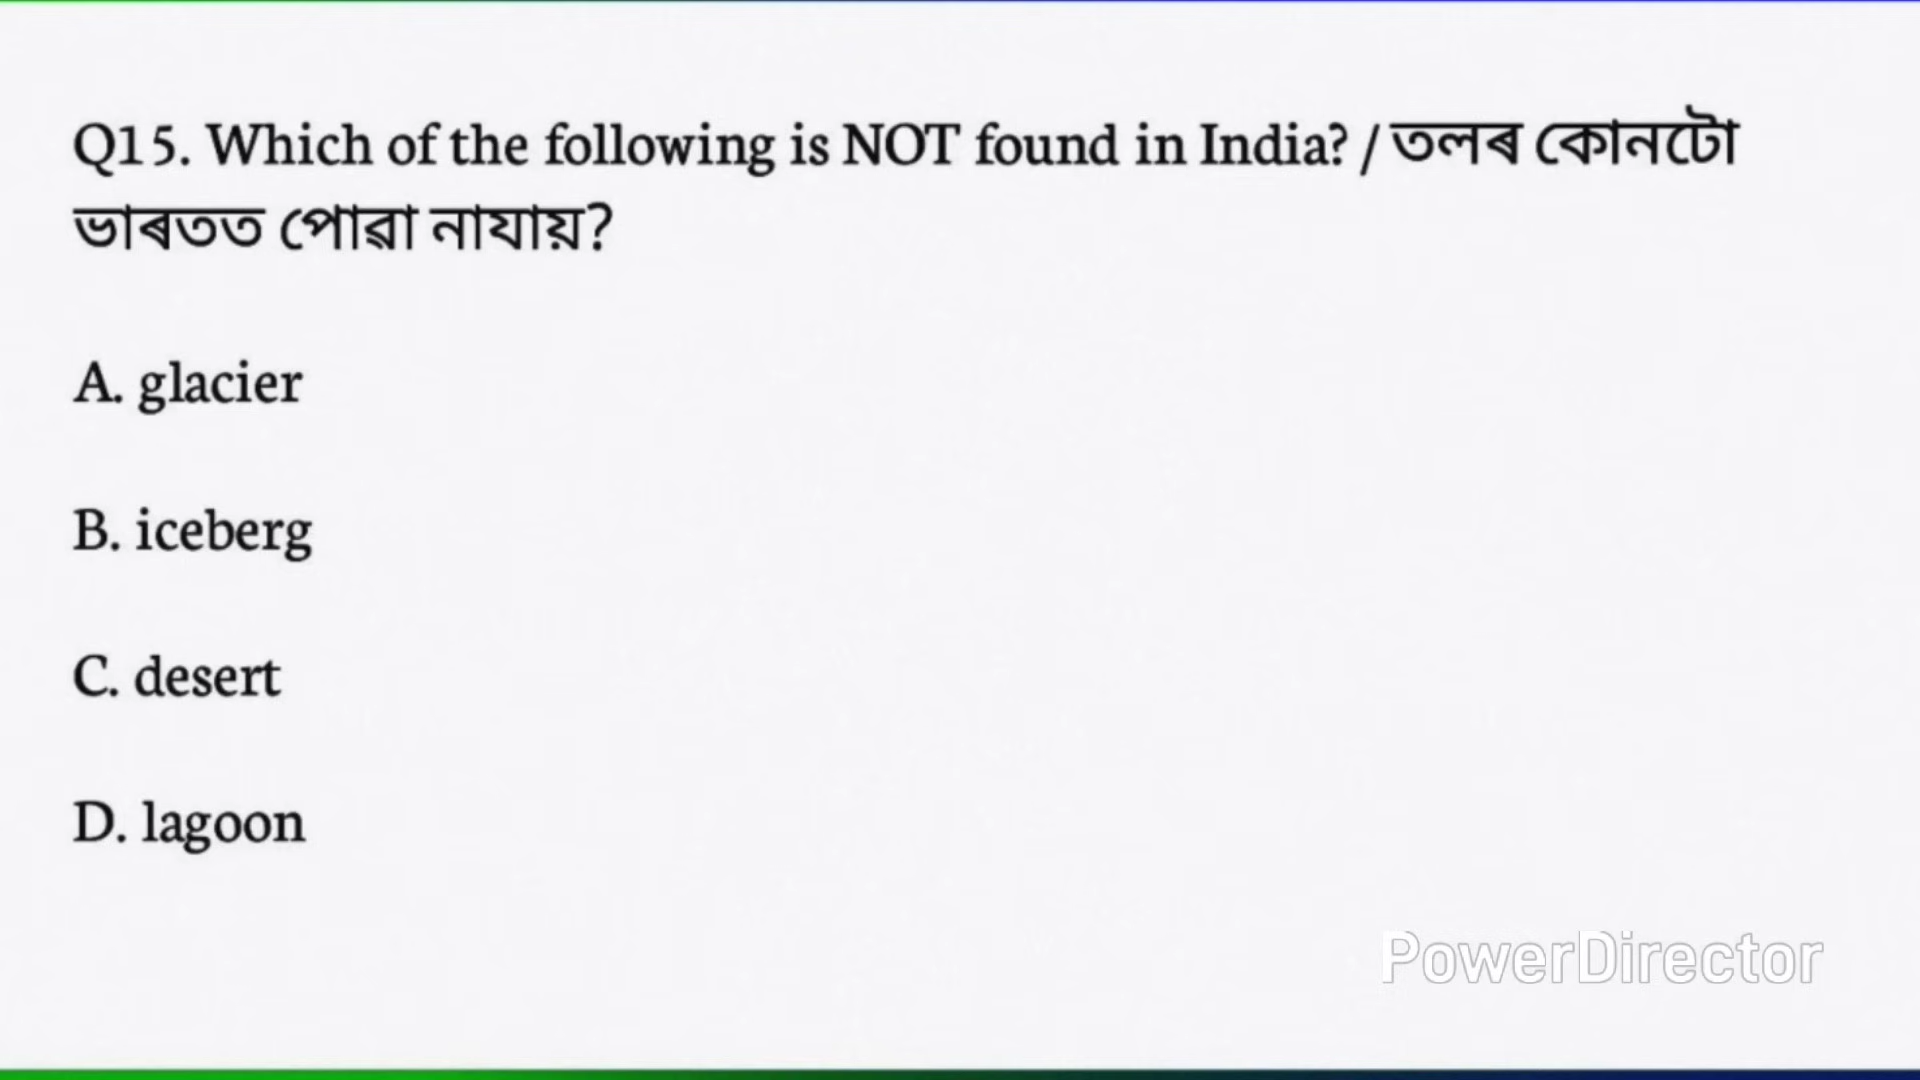 Q15. Which of the following is NOT found in India? / তলৰ কোনটো
ভাৰতত পোৱা নাযায়?
A. glacier
B. iceberg
C. desert
D. lagoon
PowerDirector